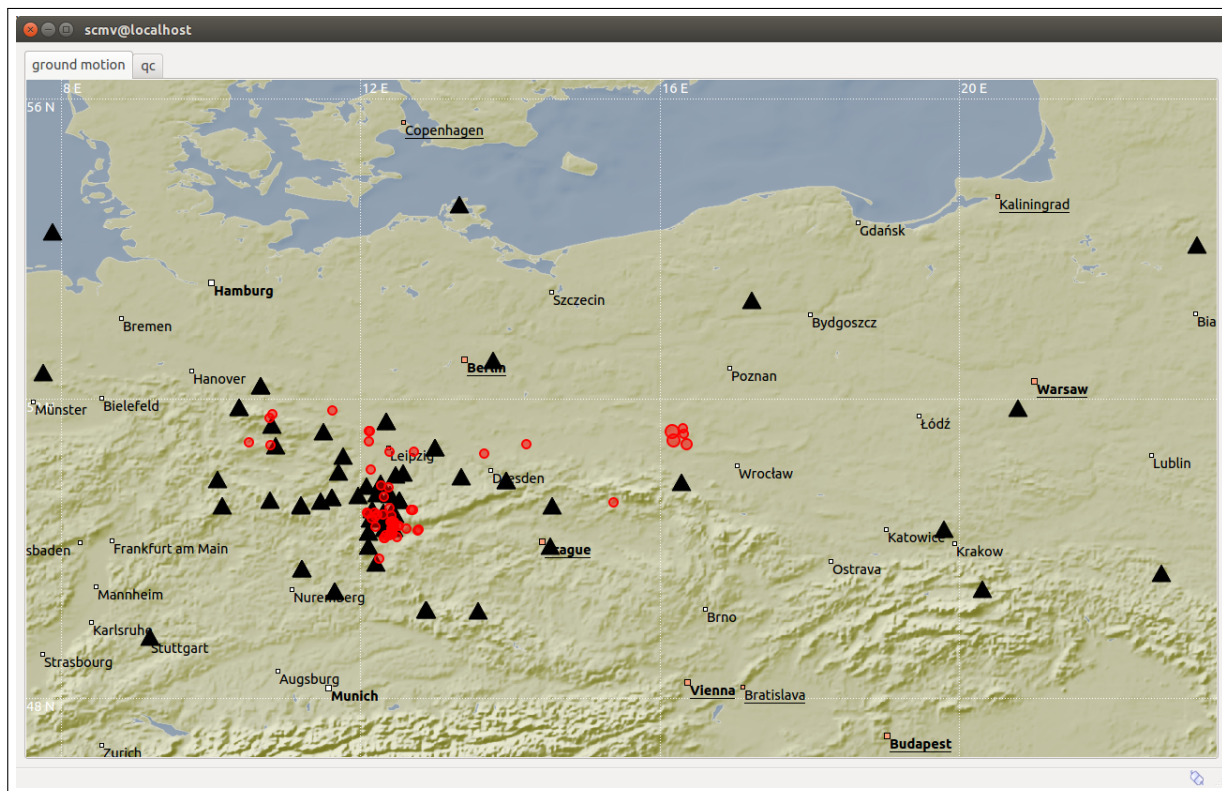 scmv@localhost
ground motion
qc
8 E
12 E
16 E
20 E
56 N
Copenhagen
Kaliningrad
Gdańsk
Hamburg
Szczecin
Bremen
Bydgoszcz
Bia
Berlin
Hanover
Poznan
Warsaw
Münster
Bielefeld
Łódź
Leipzig
Lublin
Wrocław
Dresden
Katowice
Krakow
sbaden
Frankfurt am Main
Prague
Ostrava
Mannheim
Nuremberg
Brno
Karlsruhe
Stuttgart
Strasbourg
Augsburg
Munich
Vienna
Bratislava
48 N
Budapest
Zurich